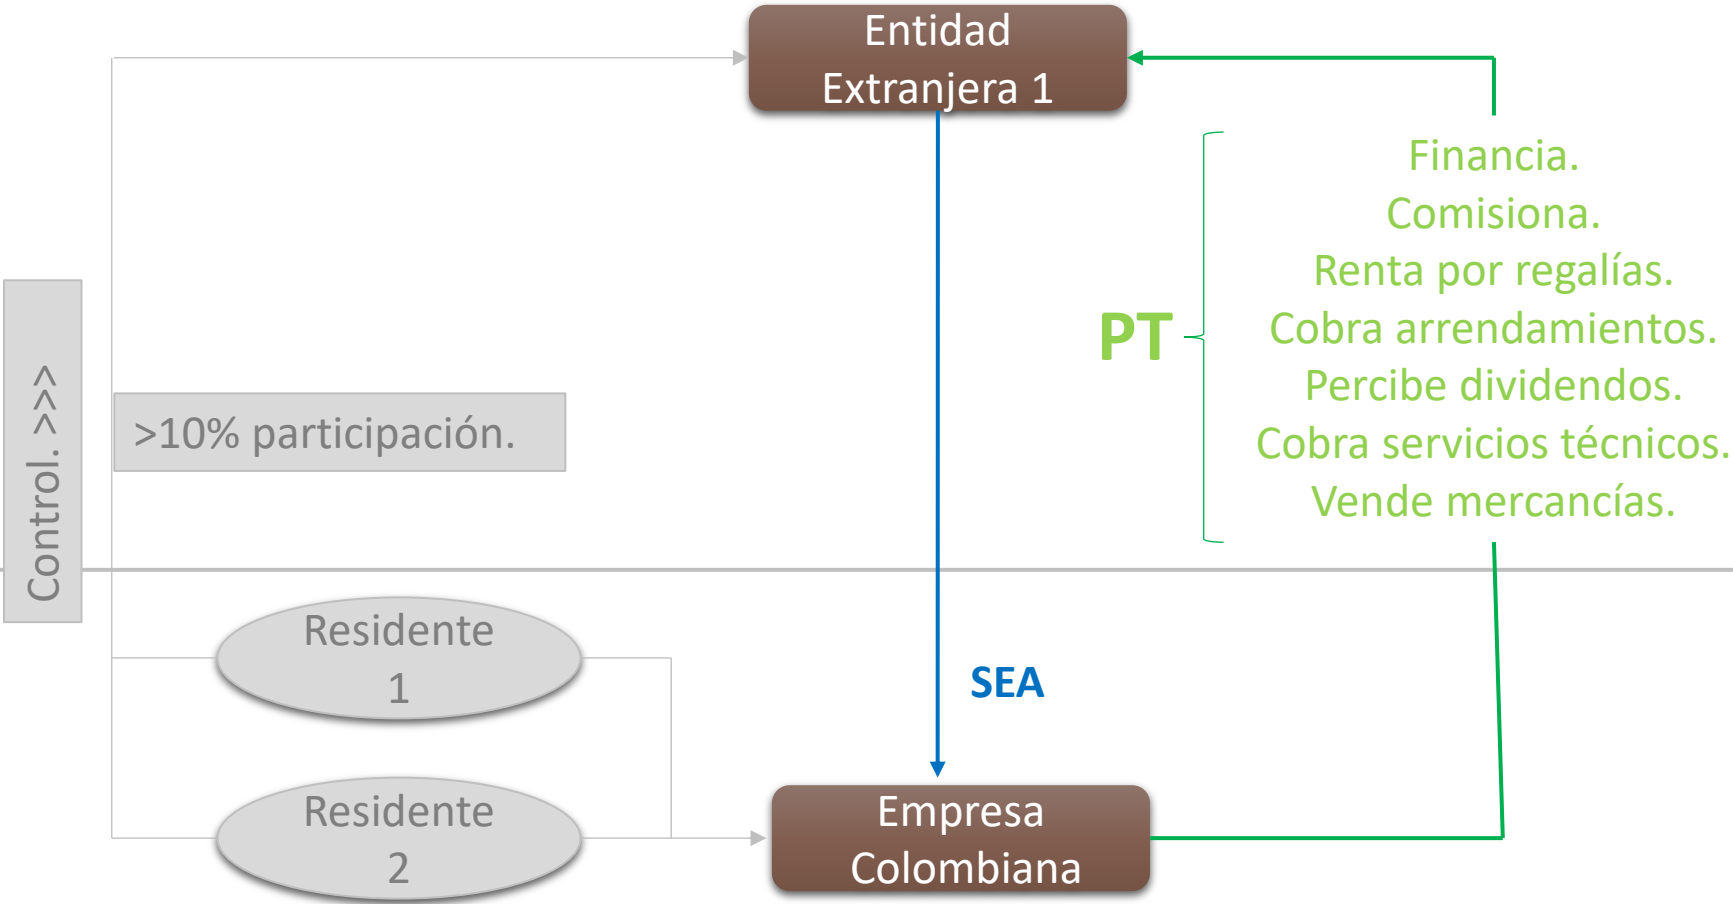 Entidad
Extranjera 1
Financia.
Comisiona.
Renta por regalías.
PT
Cobra arrendamientos.
Percibe dividendos.
Cobra servicios técnicos.
Vende mercancías.
Control. >>>
>10% participación.
Residente
1
SEA
Residente
2
Empresa
Colombiana